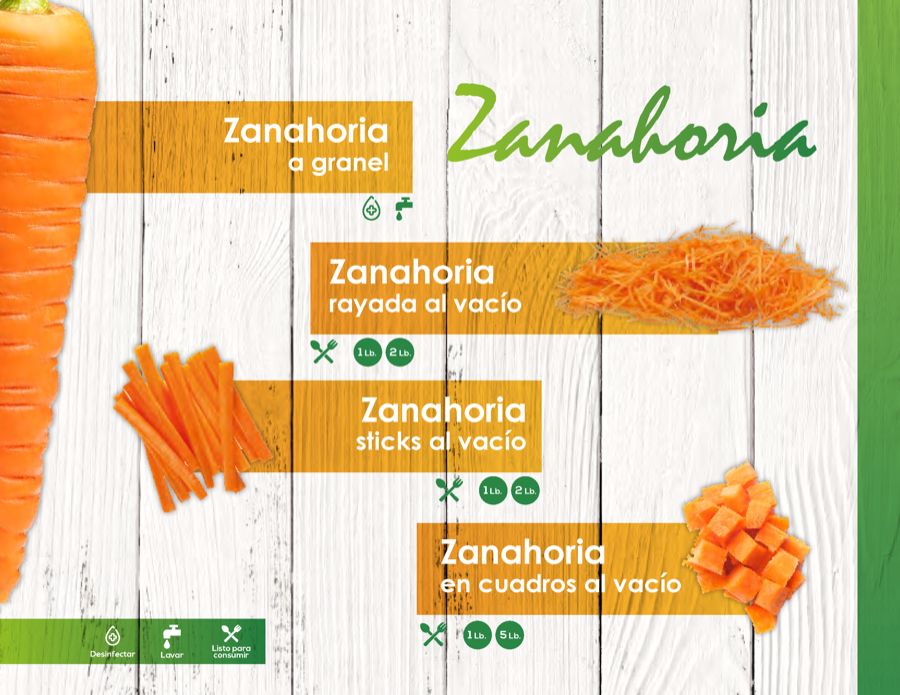 Zanahoria
Zanahoria
a granel
Zanahoria
rayada al vacío
1 Lb.
2 Lb.
Zanahoria
sticks al vacío
1 Lb.
2 Lb.
Zanahoria
en cuadros al vacío
1 Lb.
5 Lb.
Desinfectar
Lavar
Listo para
consumir